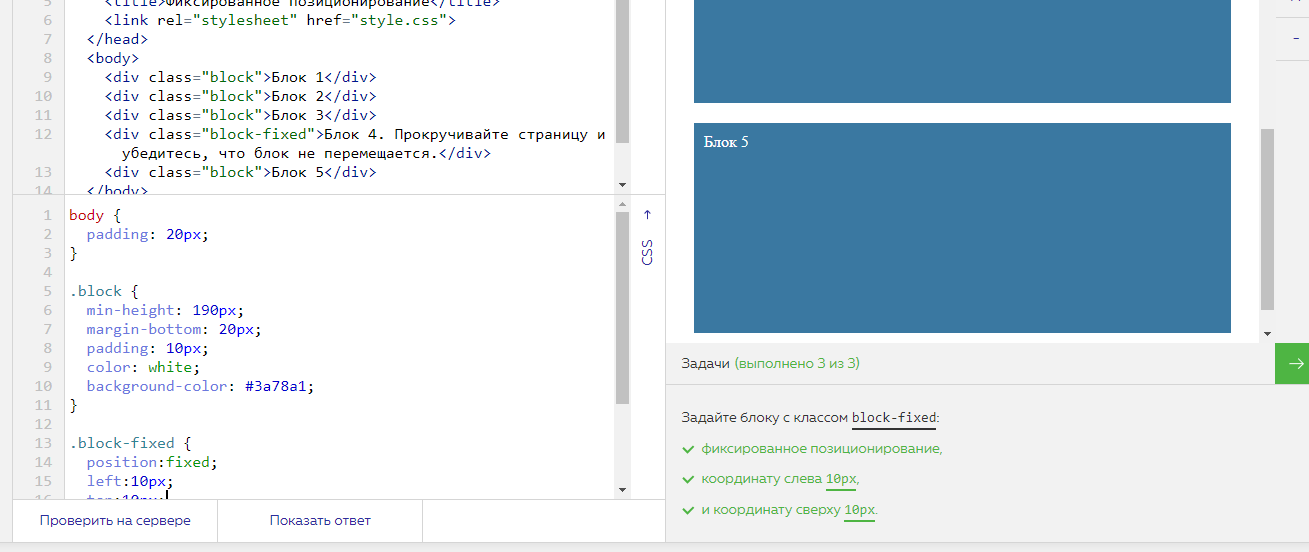 5 <title>Фиксированное позиционирование</title>
6 <link rel="stylesheet" href="style.css">
7 </head>
8 <body>
9 <div class="block">Блок 1</div>
10 <div class="block">Блок 2</div>
11 <div class="block">Блок 3</div>
12 <div class="block-fixed">Блок 4. Прокручивайте страницу и
убедитесь, что блок не перемещается.</div>
13 <div class="block">Блок 5</div>
14 </body>
1 body {
2 padding: 20px;
3 }
4
5 .block {
6 min-height: 190px;
7 margin-bottom: 20px;
8 padding: 10px;
9 color: white;
10 background-color: #3a78a1;
11 }
12
13 .block-fixed {
14 position:fixed;
15 left:10px;
16 top:10px;
CSS
Проверить на сервере
Показать ответ
Блок 5
Задачи (выполнено 3 из 3)
Задайте блоку с классом block-fixed:
фиксированное позиционирование,
координату слева 10px,
и координату сверху 10px.